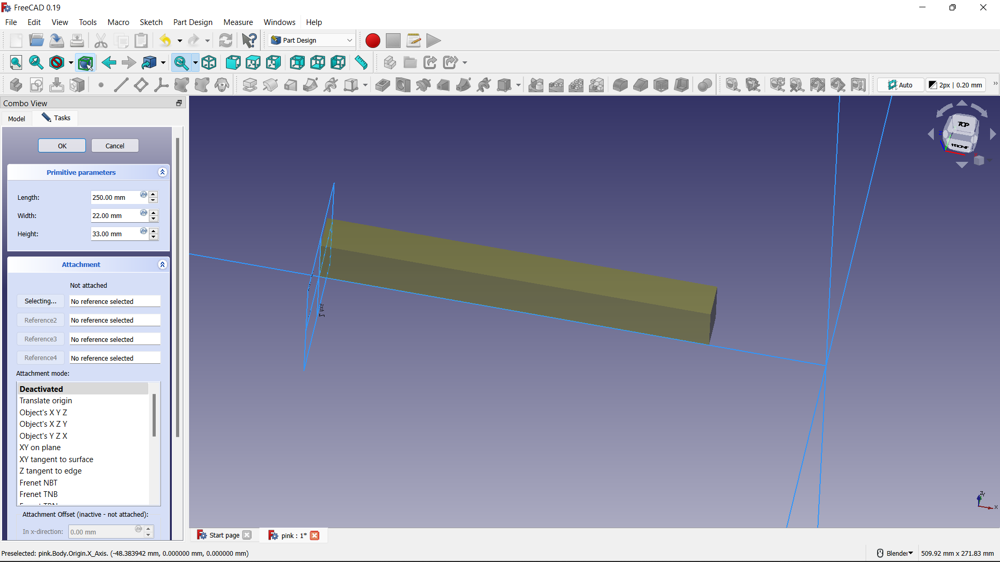 FreeCAD 0.19
File Edit View Tools Macro Sketch Part Design Measure Windows Help
Part Design
Auto
2px | 0.20 mm
Combo View
Model
Tasks
OK
Cancel
Primitive parameters
Length:
250.00 mm
Width:
22.00 mm
Height:
33.00 mm
Attachment
Not attached
Selecting...
No reference selected
Reference2
No reference selected
Reference3
No reference selected
Reference4
No reference selected
Attachment mode:
Deactivated
Translate origin
Object's X Y Z
Object's X Z Y
Object's Y Z X
XY on plane
XY tangent to surface
Z tangent to edge
Frenet NBT
Frenet TNB
Attachment Offset (inactive - not attached):
In x-direction:
0.00 mm
TOP
FRONT
Z
Z
Y
X
Start page
pink : 1*
Preselected: pink.Body.Origin.X_Axis. (-48.383942 mm, 0.000000 mm, 0.000000 mm)
Blender
509.92 mm x 271.83 mm